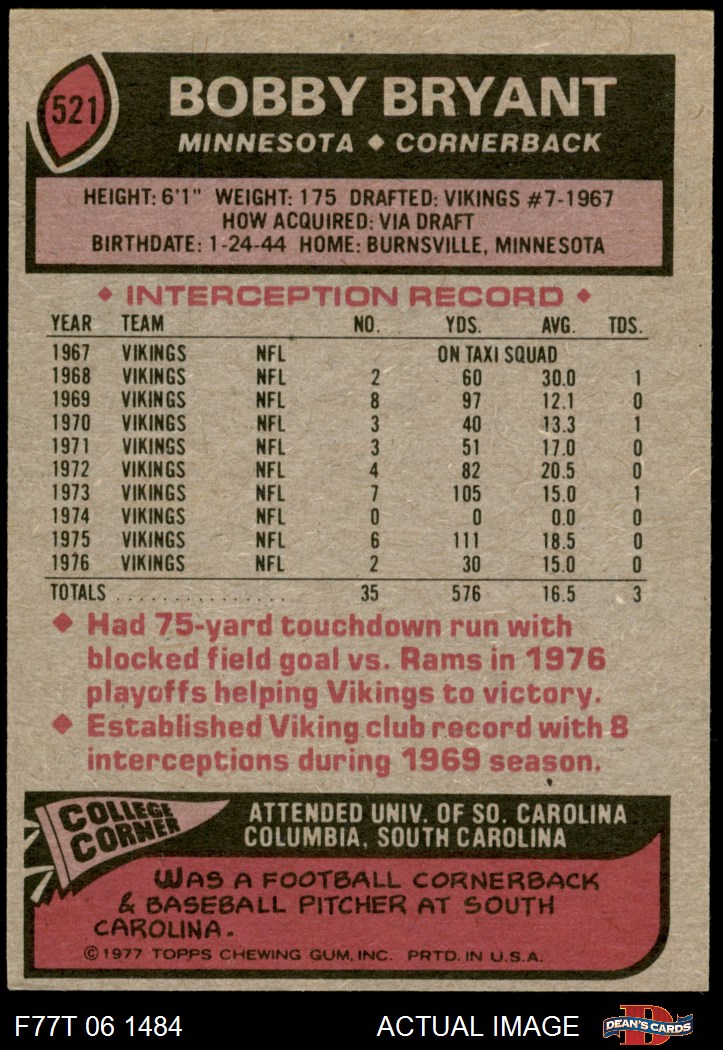 521
BOBBY BRYANT
MINNESOTA ◆ CORNERBACK
HEIGHT: 6'1" WEIGHT: 175 DRAFTED: VIKINGS #7-1967
HOW ACQUIRED: VIA DRAFT
BIRTHDATE: 1-24-44 HOME: BURNSVILLE, MINNESOTA
◆ INTERCEPTION RECORD ◆
YEAR TEAM NO. YDS. AVG. TDS.
1967 VIKINGS NFL ON TAXI SQUAD
1968 VIKINGS NFL 2 60 30.0 1
1969 VIKINGS NFL 8 97 12.1 0
1970 VIKINGS NFL 3 40 13.3 1
1971 VIKINGS NFL 3 51 17.0 0
1972 VIKINGS NFL 4 82 20.5 0
1973 VIKINGS NFL 7 105 15.0 1
1974 VIKINGS NFL 0 0 0.0 0
1975 VIKINGS NFL 6 111 18.5 0
1976 VIKINGS NFL 2 30 15.0 0
TOTALS ................ 35 576 16.5 3
◆ Had 75-yard touchdown run with
blocked field goal vs. Rams in 1976
playoffs helping Vikings to victory.
◆ Established Viking club record with 8
interceptions during 1969 season.
COLLEGE
CORNER
ATTENDED UNIV. OF SO. CAROLINA
COLUMBIA, SOUTH CAROLINA
WAS A FOOTBALL CORNERBACK
& BASEBALL PITCHER AT SOUTH
CAROLINA.
©1977 TOPPS CHEWING GUM, INC. PRTD. IN U.S.A.
F77T 06 1484 ACTUAL IMAGE
D
DEAN'S CARDS